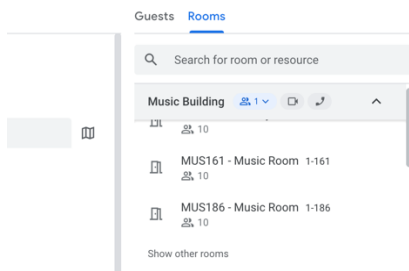 Guests Rooms
Search for room or resource
Music Building 1
10
MUS161 - Music Room 1-161
10
MUS186 - Music Room 1-186
10
Show other rooms